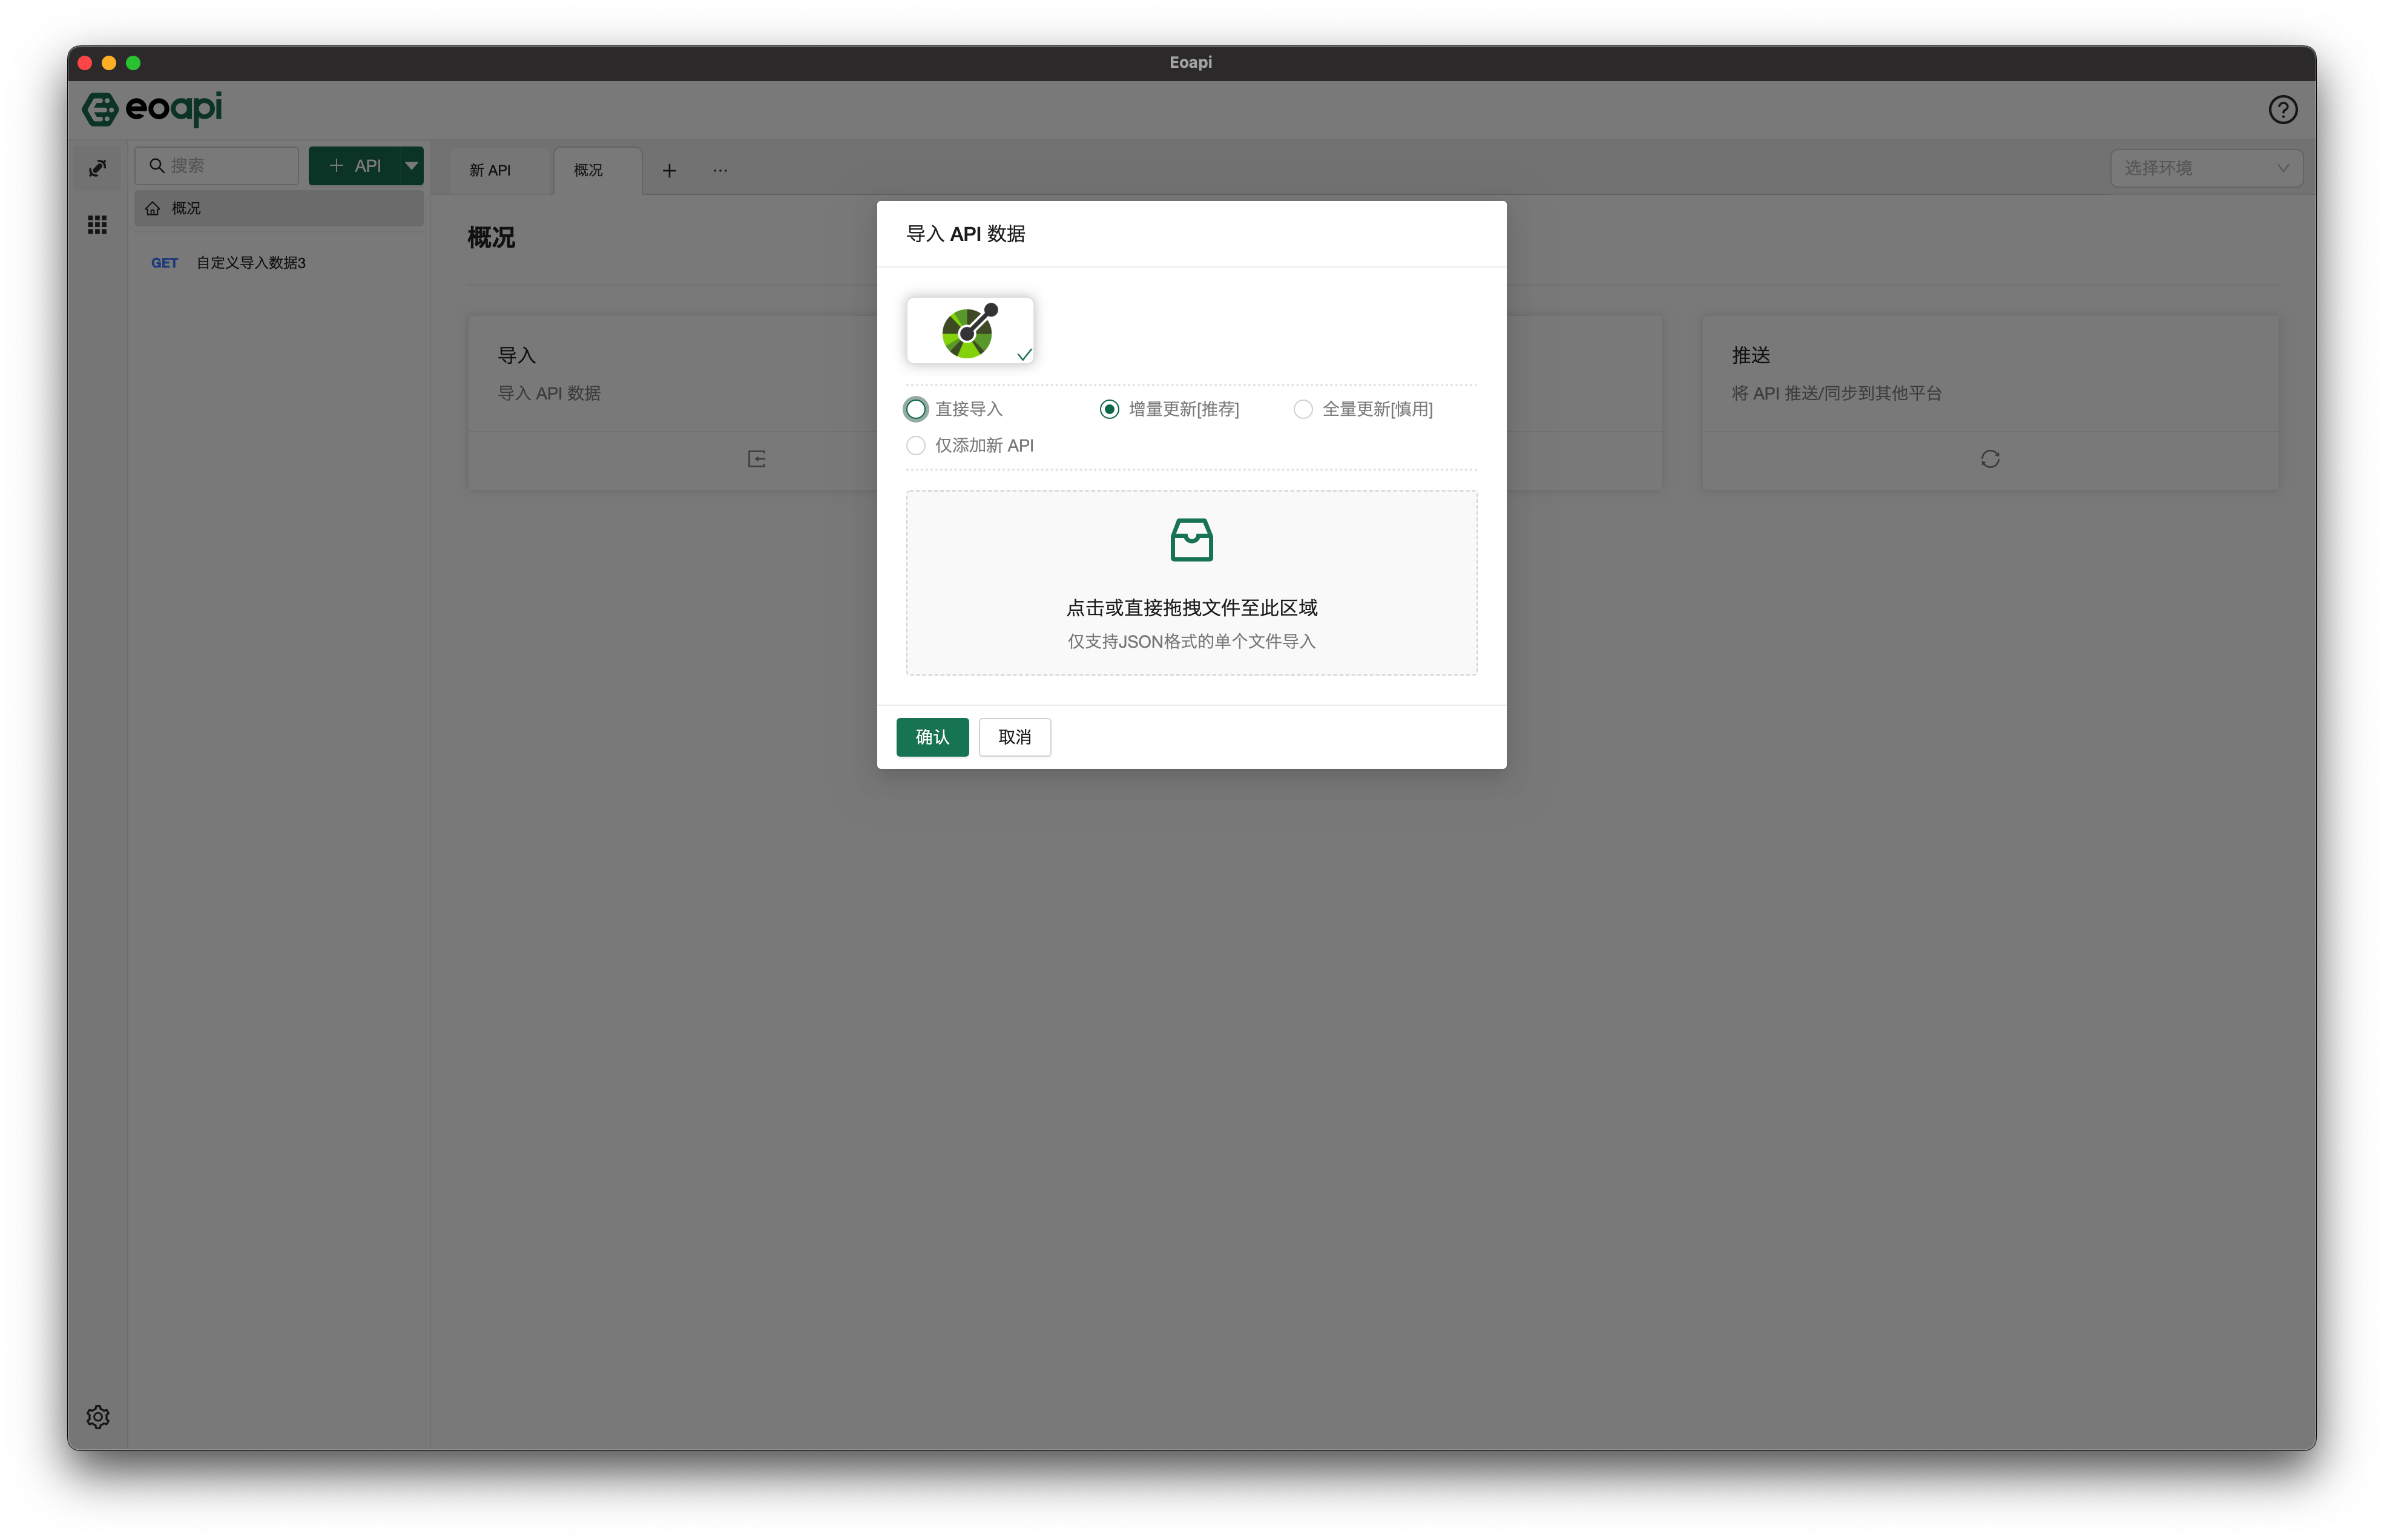 Eoapi
eoapi
搜索
API
新 API
概况
选择环境
概况
GET 自定义导入数据3
概况
导入
导入 API 数据
推送
将 API 推送/同步到其他平台
导入 API 数据
直接导入
增量更新[推荐]
全量更新[慎用]
仅添加新 API
点击或直接拖拽文件至此区域
仅支持JSON格式的单个文件导入
确认
取消